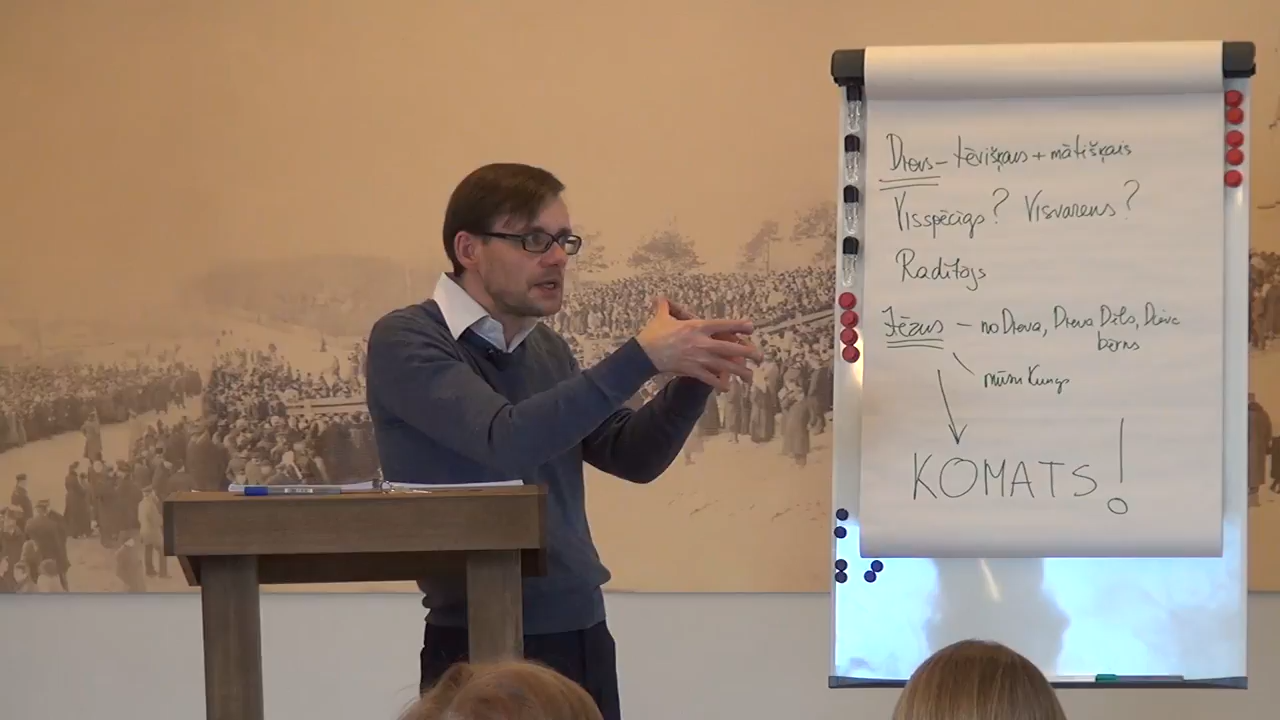 Dievs - tēvišķais + mātišķais
Visspēcīgs? Visvarens?
Radītājs
Jēzus - no Dieva, Dieva Dēls, Dieva
bērns
mūsu Kungs
KOMATS!